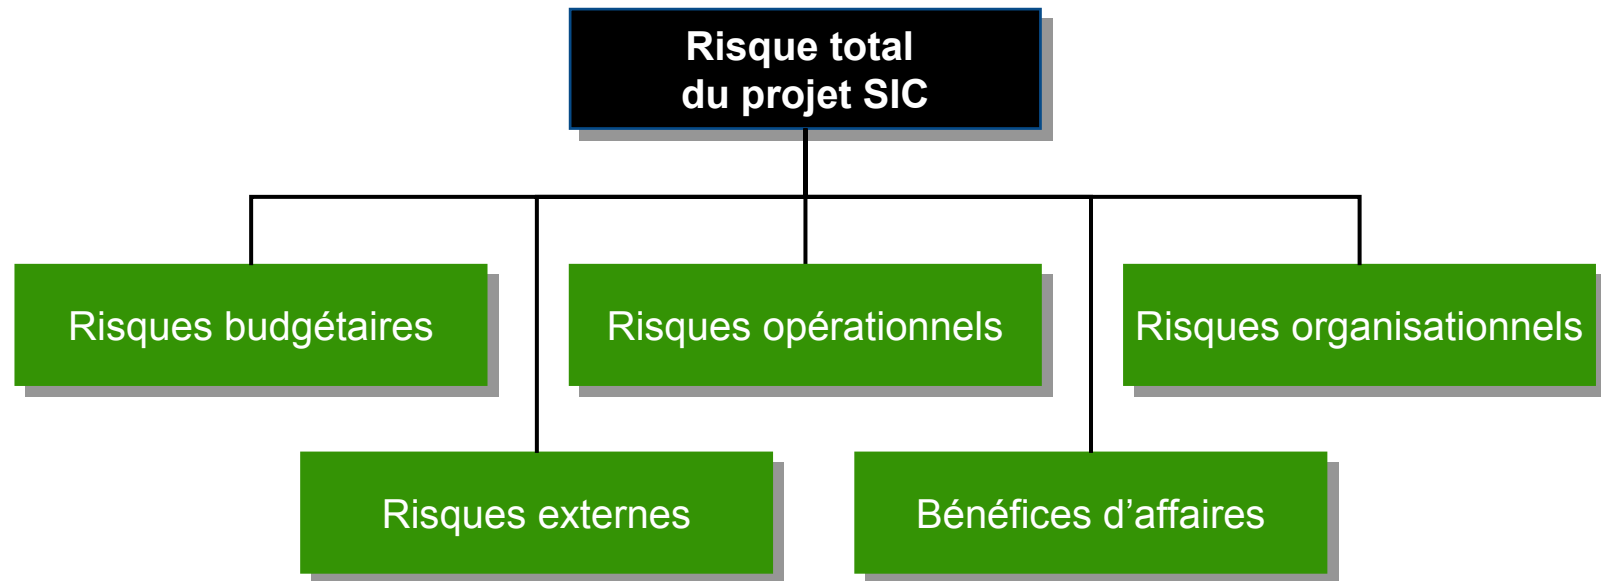 Risque total
du projet SIC
Risques budgétaires
Risques opérationnels
Risques organisationnels
Risques externes
Bénéfices d’affaires